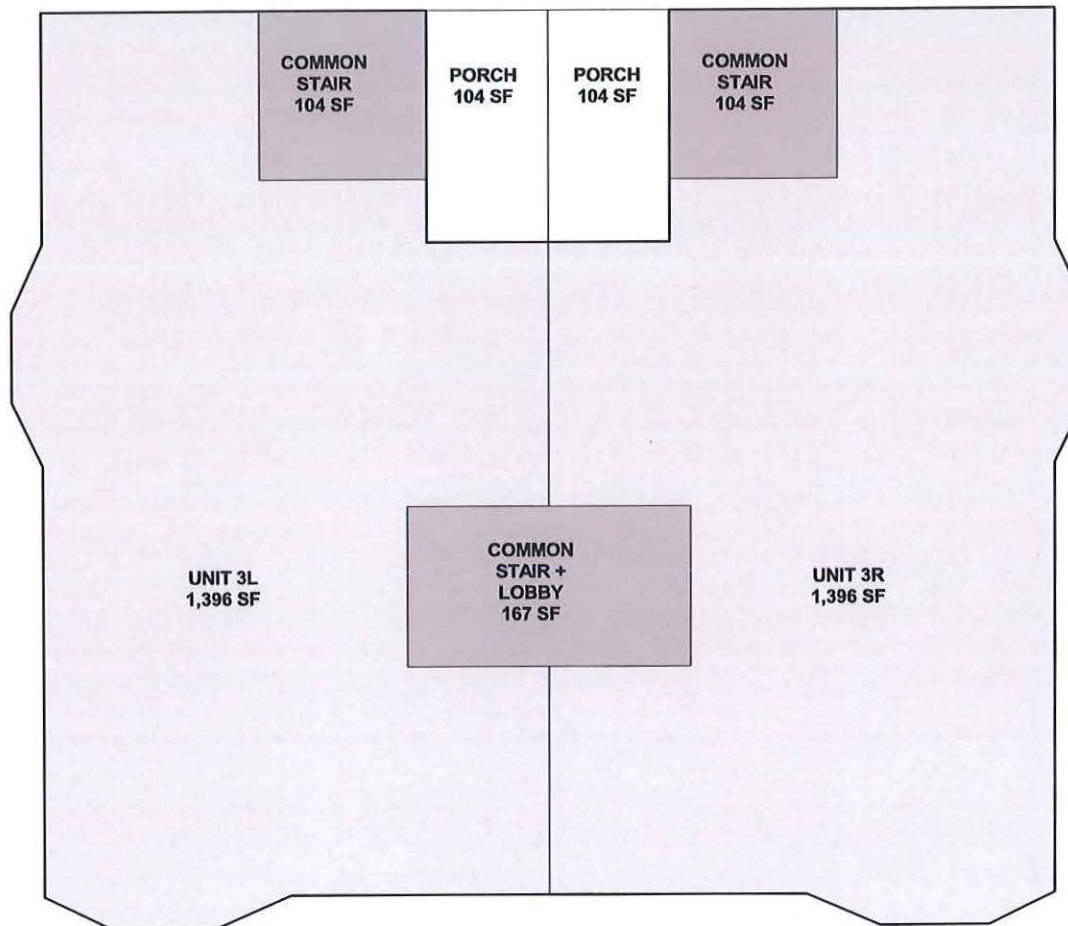 COMMON
STAIR
104 SF
PORCH
104 SF
PORCH
104 SF
COMMON
STAIR
104 SF
COMMON
STAIR +
LOBBY
167 SF
UNIT 3L
1,396 SF
UNIT 3R
1,396 SF